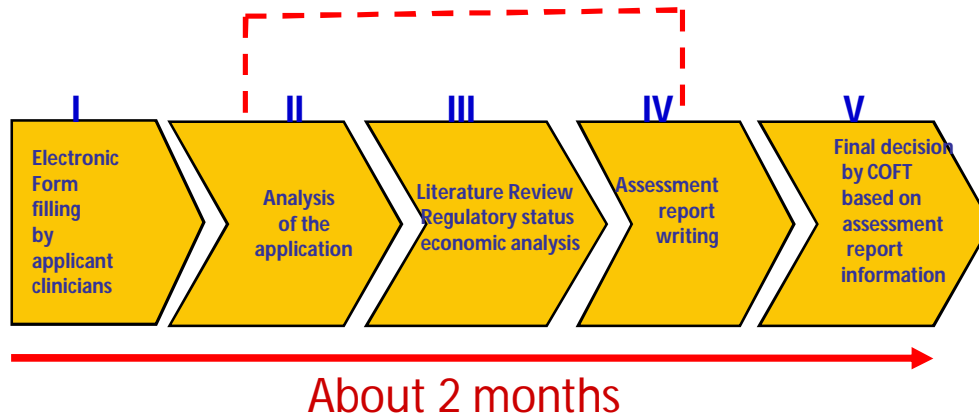 I
Electronic
Form
filling
by
applicant
clinicians
II
Analysis
of the
application
III
Literature Review
Regulatory status
economic analysis
IV
Assessment
report
writing
V
Final decision
by COFT
based on
assessment
report
information
About 2 months